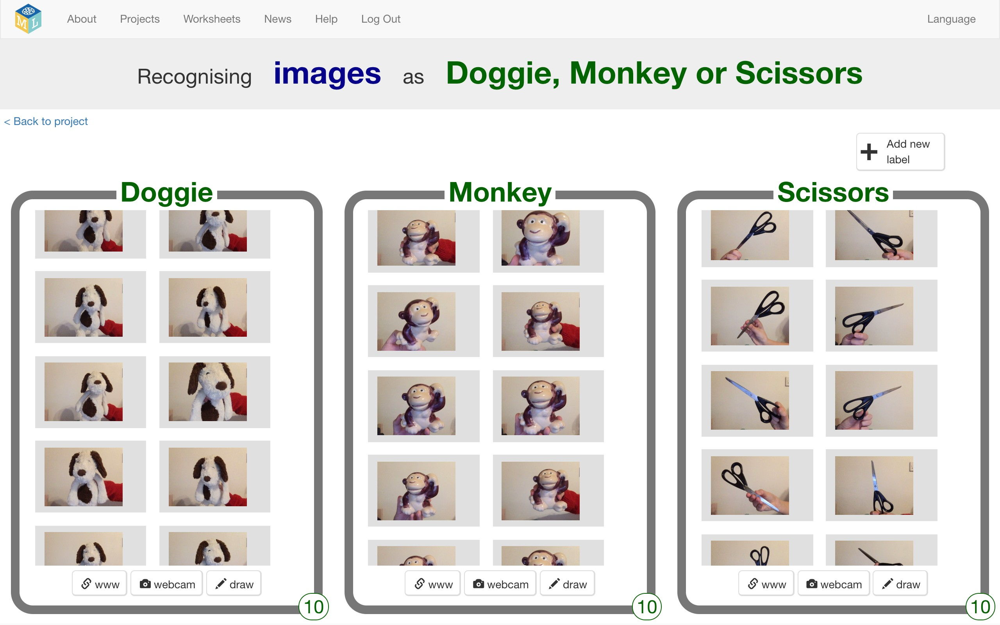 M L
About Projects Worksheets News Help Log Out Language
Recognising images as Doggie, Monkey or Scissors
< Back to project
Add new
label
Doggie
www webcam draw
10
Monkey
www webcam draw
10
Scissors
www webcam draw
10